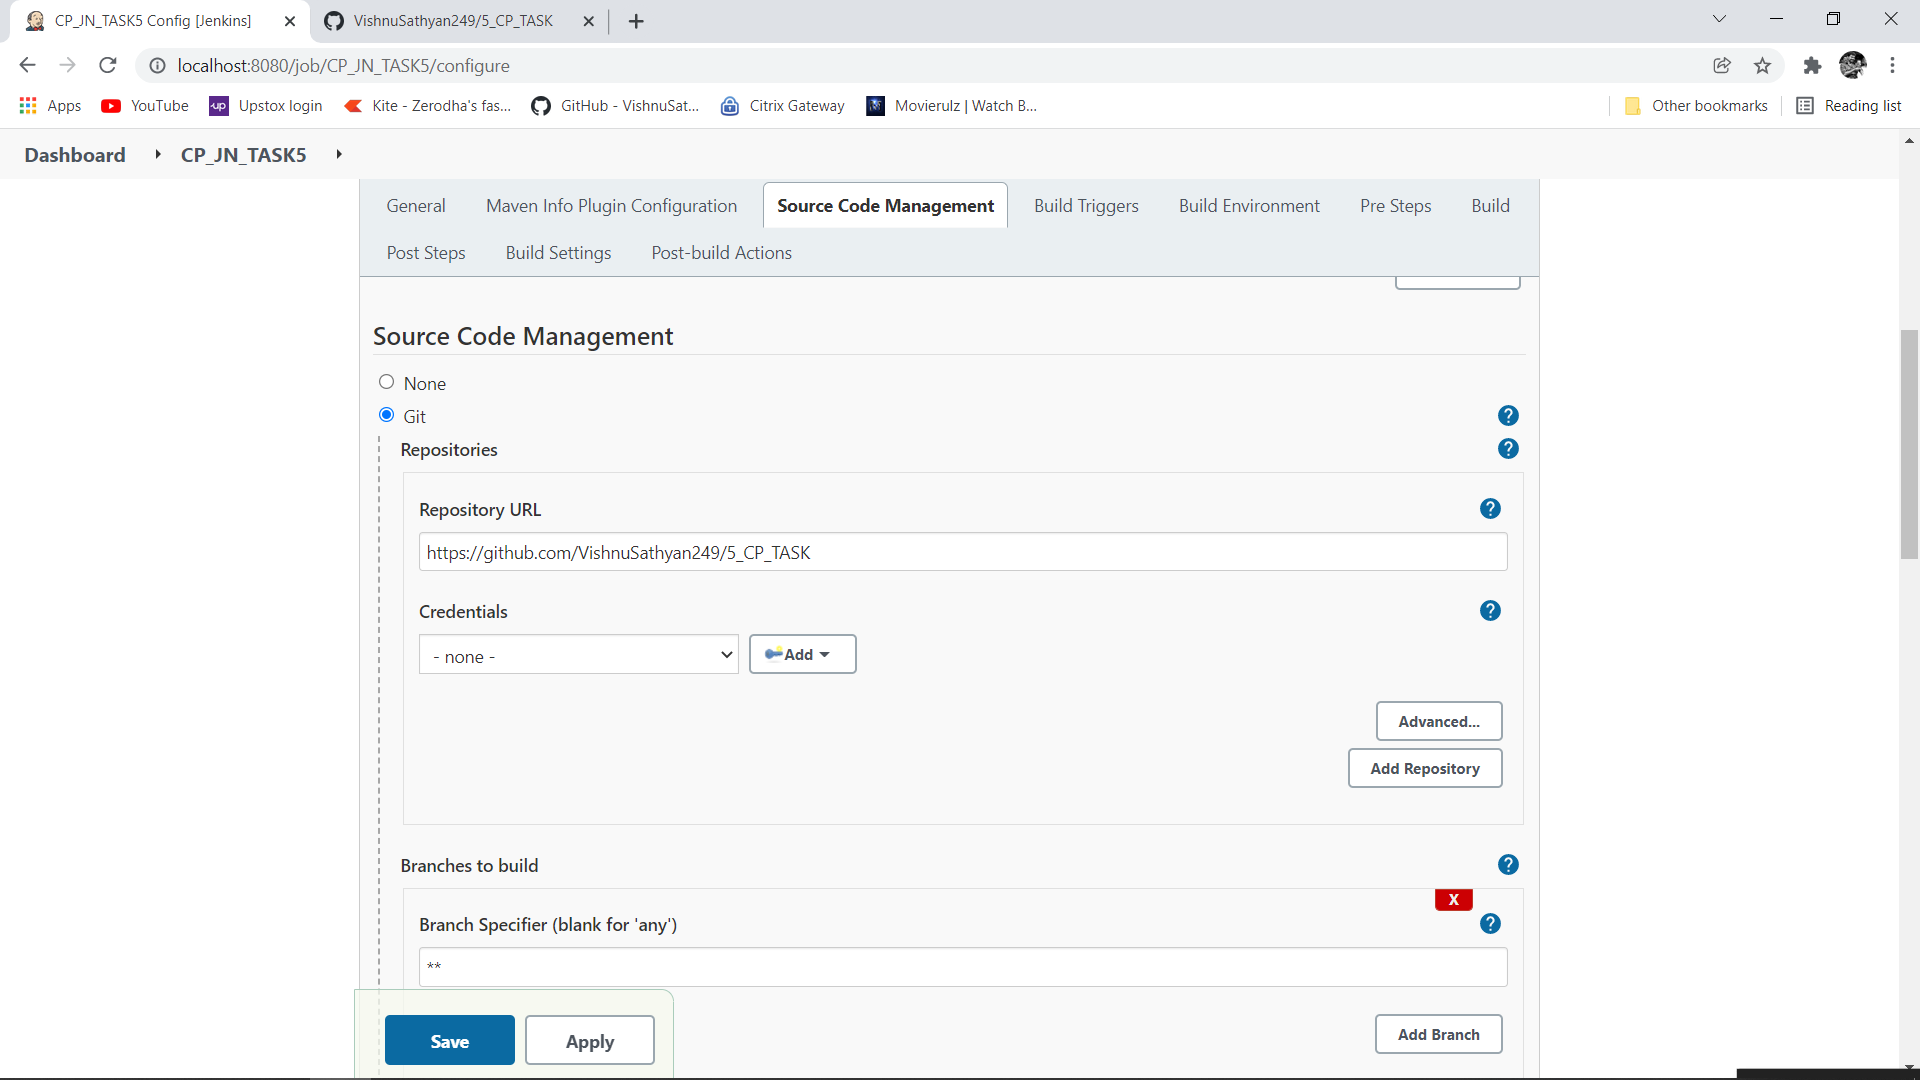 CP_JN_TASK5 Config [Jenkins]
VishnuSathyan249/5_CP_TASK
localhost:8080/job/CP_JN_TASK5/configure
Apps
YouTube
up
Upstox login
Kite - Zerodha's fas...
GitHub - VishnuSat...
Citrix Gateway
Movierulz | Watch B...
Other bookmarks
Reading list
Dashboard
CP_JN_TASK5
General
Maven Info Plugin Configuration
Source Code Management
Build Triggers
Build Environment
Pre Steps
Build
Post Steps
Build Settings
Post-build Actions
Source Code Management
None
Git
?
Repositories
?
Repository URL
?
https://github.com/VishnuSathyan249/5_CP_TASK
Credentials
?
- none -
Add
Advanced...
Add Repository
Branches to build
?
X
Branch Specifier (blank for 'any')
?
**
Save
Apply
Add Branch